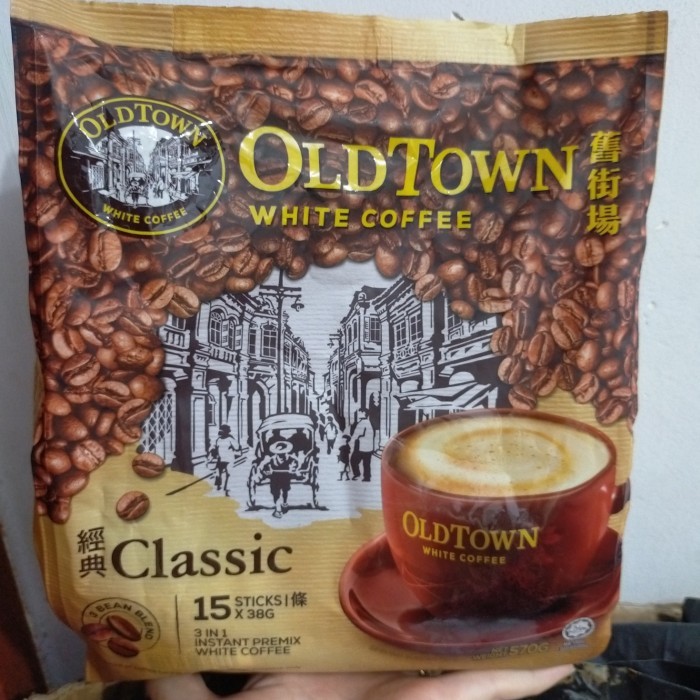 OLDTOWN
WHITE COFFEE
OLDTOWN
WHITE COFFEE
舊街場
OLDTOWN
WHITE COFFEE
經典
Classic
15 STICKS | 條
X 38G
3 IN 1
INSTANT PREMIX
WHITE COFFEE
3 BEAN BLEND
570G